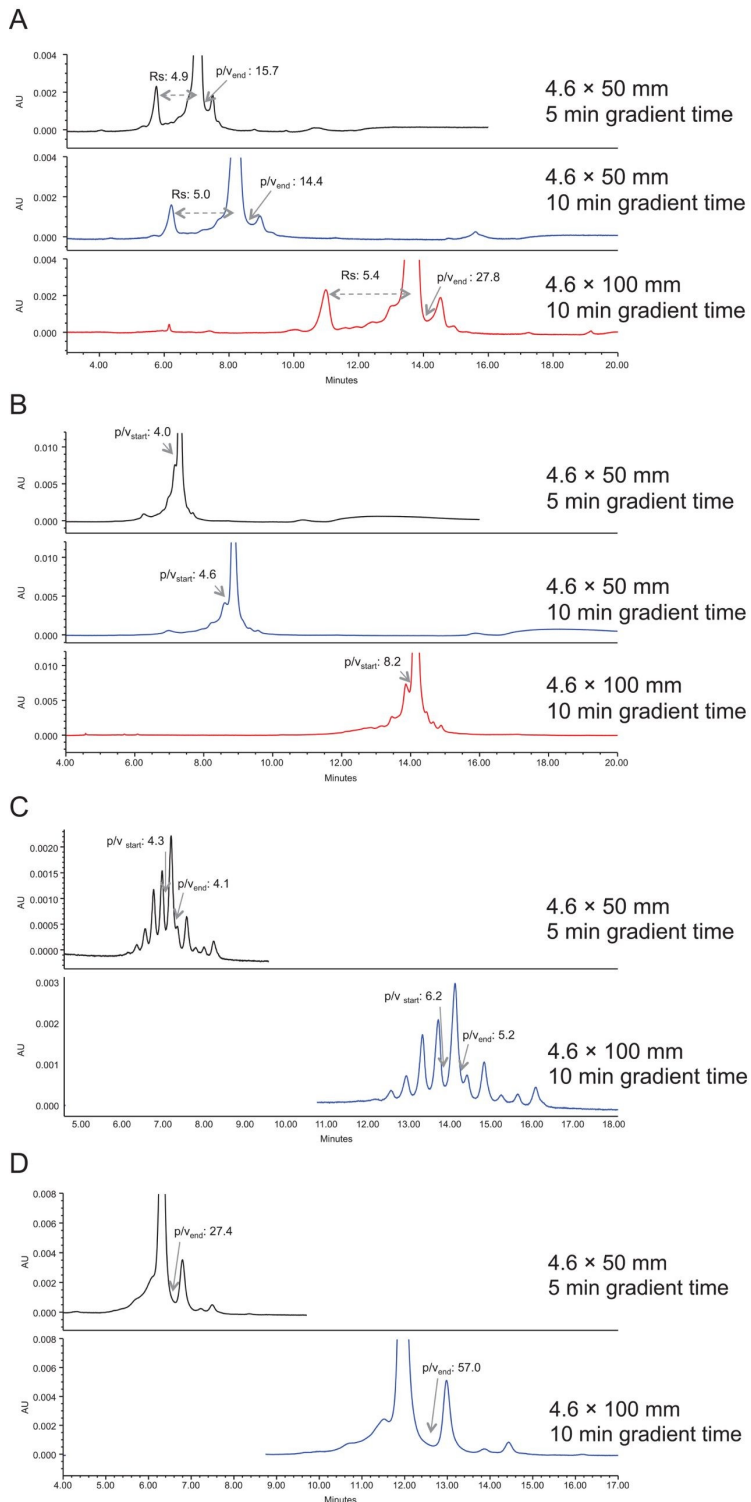 A
0.004
0.002
0.000
AU
Rs: 4.9
p/vend : 15.7
4.6 × 50 mm
5 min gradient time
0.004
0.002
0.000
AU
Rs: 5.0
p/vend : 14.4
4.6 × 50 mm
10 min gradient time
0.004
0.002
0.000
AU
Rs: 5.4
p/vend : 27.8
4.6 × 100 mm
10 min gradient time
4.00 6.00 8.00 10.00 12.00 14.00 16.00 18.00 20.00
Minutes
B
0.010
0.005
0.000
AU
p/vstart: 4.0
4.6 × 50 mm
5 min gradient time
0.010
0.005
0.000
AU
p/vstart: 4.6
4.6 × 50 mm
10 min gradient time
0.010
0.005
0.000
AU
p/vstart: 8.2
4.6 × 100 mm
10 min gradient time
4.00 6.00 8.00 10.00 12.00 14.00 16.00 18.00 20.00
Minutes
C
0.0020
0.0015
0.0010
0.0005
0.0000
AU
p/v start: 4.3
p/vend: 4.1
4.6 × 50 mm
5 min gradient time
0.003
0.002
0.001
0.000
AU
p/v start: 6.2
p/vend: 5.2
4.6 × 100 mm
10 min gradient time
5.00 6.00 7.00 8.00 9.00 10.00 11.00 12.00 13.00 14.00 15.00 16.00 17.00 18.00
Minutes
D
0.008
0.006
0.004
0.002
0.000
AU
p/vend: 27.4
4.6 × 50 mm
5 min gradient time
0.008
0.006
0.004
0.002
0.000
AU
p/vend: 57.0
4.6 × 100 mm
10 min gradient time
4.00 5.00 6.00 7.00 8.00 9.00 10.00 11.00 12.00 13.00 14.00 15.00 16.00 17.00
Minutes